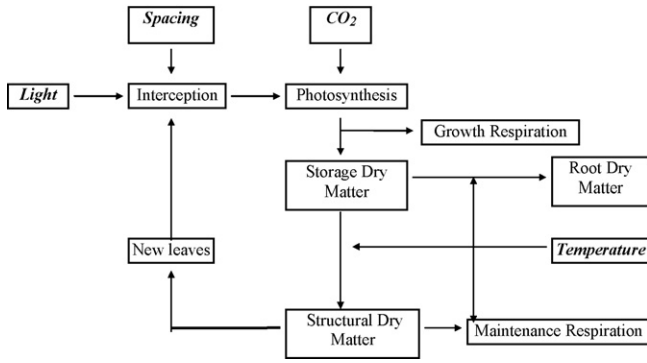 Spacing
CO2
Light
Interception
Photosynthesis
Growth Respiration
Storage Dry
Matter
Root Dry
Matter
New leaves
Temperature
Structural Dry
Matter
Maintenance Respiration